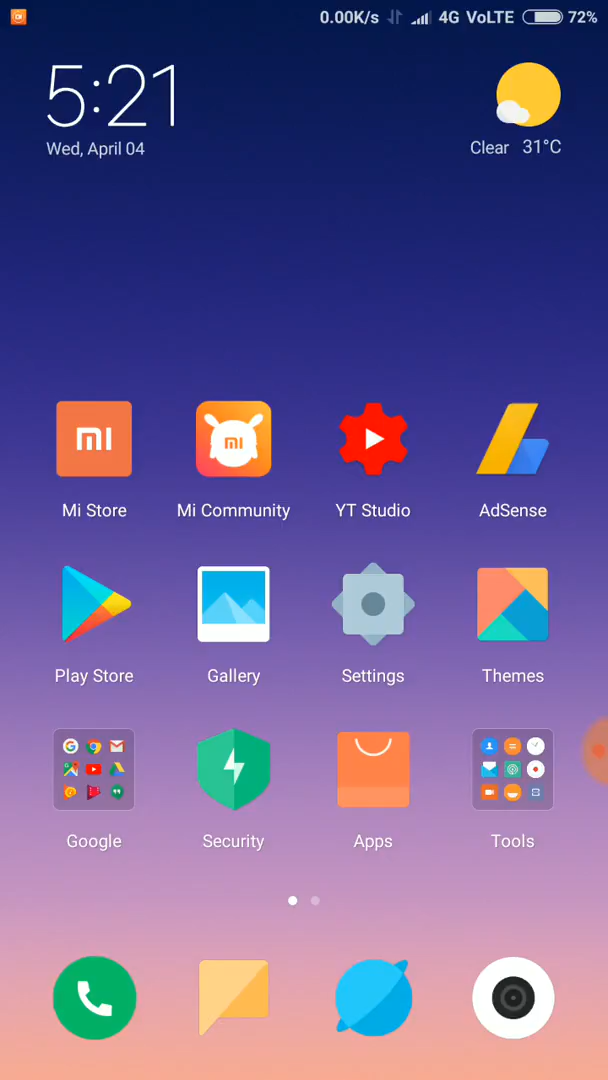 0.00K/s 4G VoLTE 72%
5:21
Wed, April 04
Clear 31°C
Mi Store Mi Community YT Studio AdSense
Play Store Gallery Settings Themes
Google Security Apps Tools